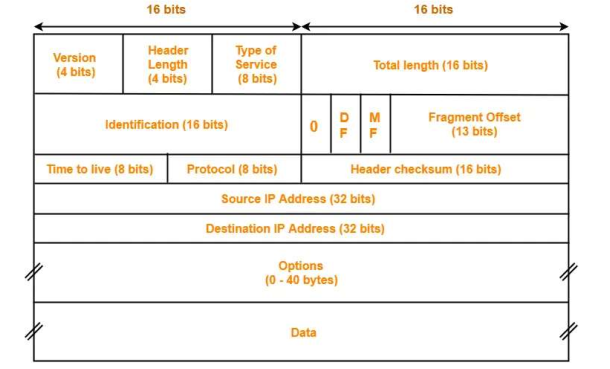 16 bits 16 bits
Version Header Type of
(4 bits) Length Service Total length (16 bits)
(4 bits) (8 bits)
Identification (16 bits) 0 D M Fragment Offset
F F (13 bits)
Time to live (8 bits) Protocol (8 bits) Header checksum (16 bits)
Source IP Address (32 bits)
Destination IP Address (32 bits)
Options
(0 - 40 bytes)
Data